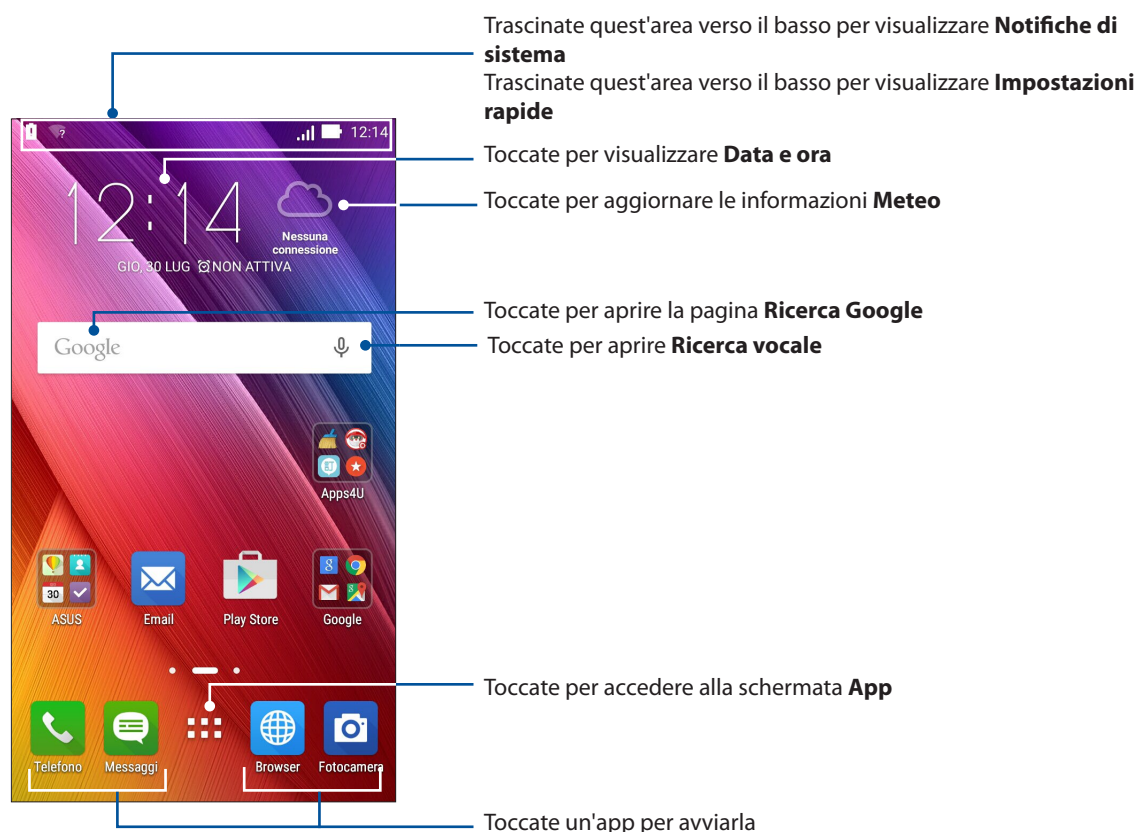 Trascinate quest'area verso il basso per visualizzare Notifiche di
sistema
Trascinate quest'area verso il basso per visualizzare Impostazioni
rapide
12:14
Toccate per visualizzare Data e ora
12:14
Toccate per aggiornare le informazioni Meteo
Nessuna
connessione
GIO, 30 LUG NON ATTIVA
Toccate per aprire la pagina Ricerca Google
Google
Toccate per aprire Ricerca vocale
Apps4U
30
8
ASUS
Email
Play Store
Google
Toccate per accedere alla schermata App
Telefono
Messaggi
Browser
Fotocamera
Toccate un'app per avviarla